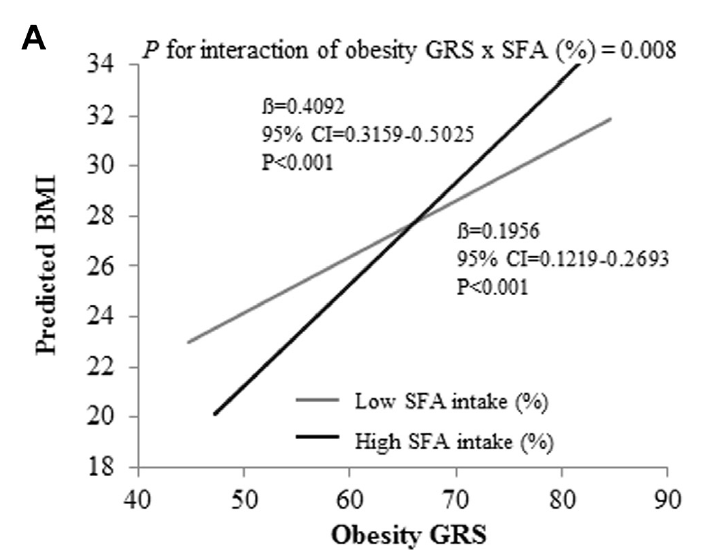 A
P for interaction of obesity GRS x SFA (%) = 0.008
34
32
30
28
26
24
22
20
18
Predicted BMI
ß=0.4092
95% CI=0.3159-0.5025
P<0.001
ß=0.1956
95% CI=0.1219-0.2693
P<0.001
Low SFA intake (%)
High SFA intake (%)
40 50 60 70 80 90
Obesity GRS